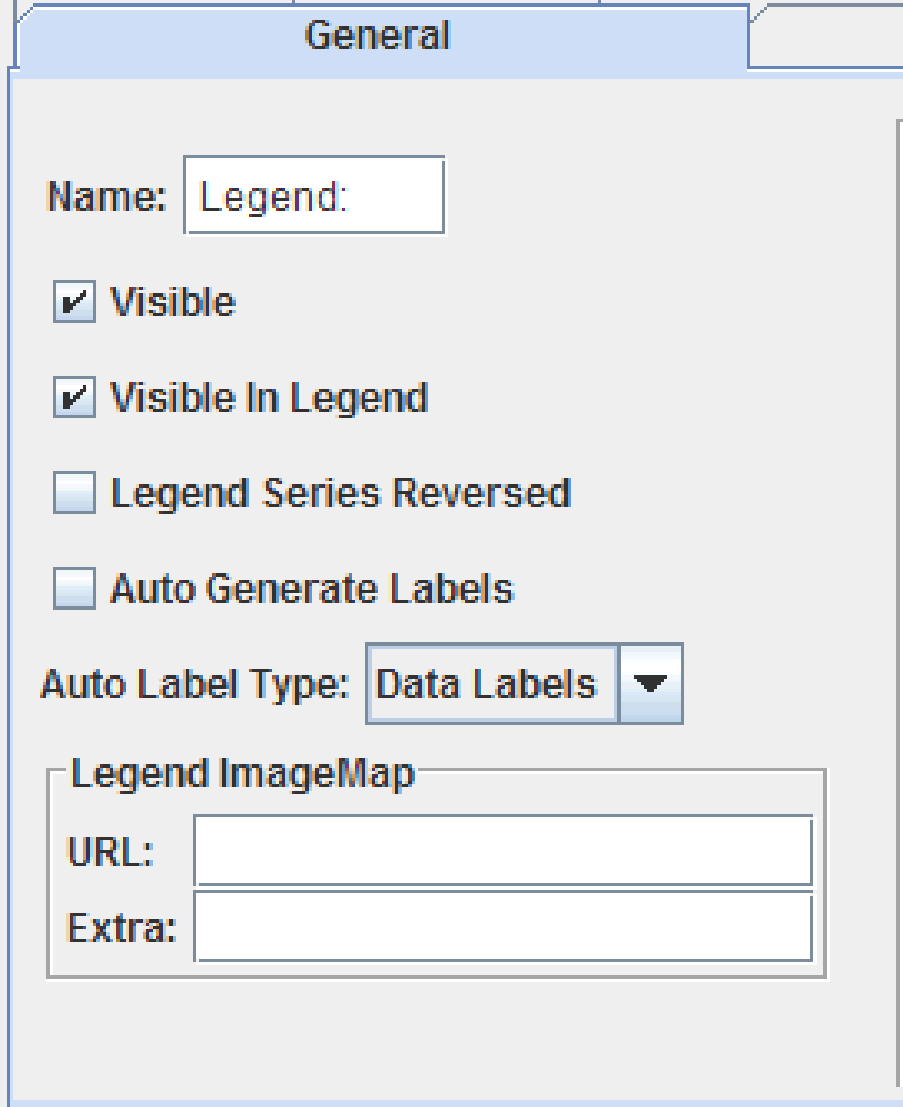 General
Name: Legend:
Visible
Visible In Legend
Legend Series Reversed
Auto Generate Labels
Auto Label Type: Data Labels
Legend ImageMap
URL:
Extra: